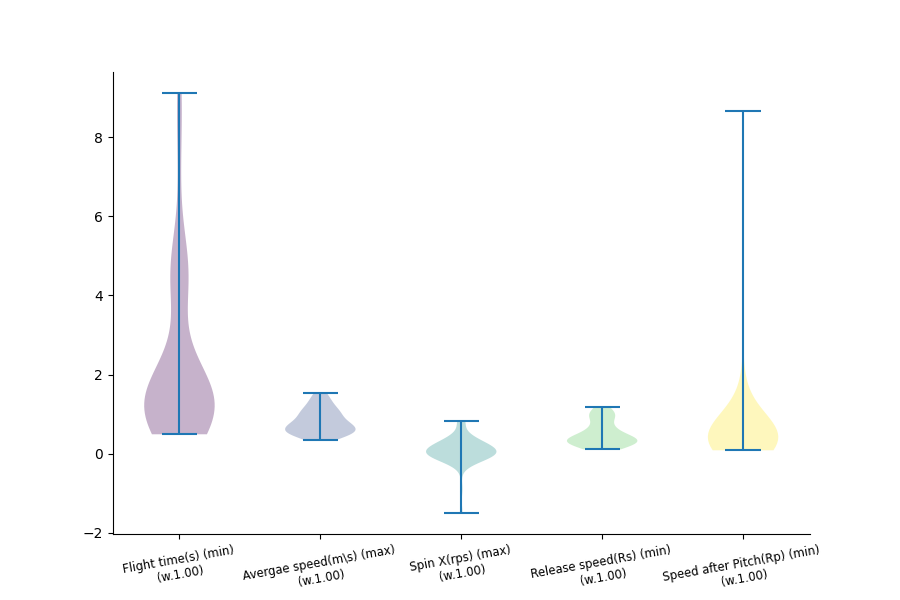 8
6
4
2
0
−2
Flight time(s) (min)
(w.1.00)
Avergae speed(m\s) (max)
(w.1.00)
Spin X(rps) (max)
(w.1.00)
Release speed(Rs) (min)
(w.1.00)
Speed after Pitch(Rp) (min)
(w.1.00)